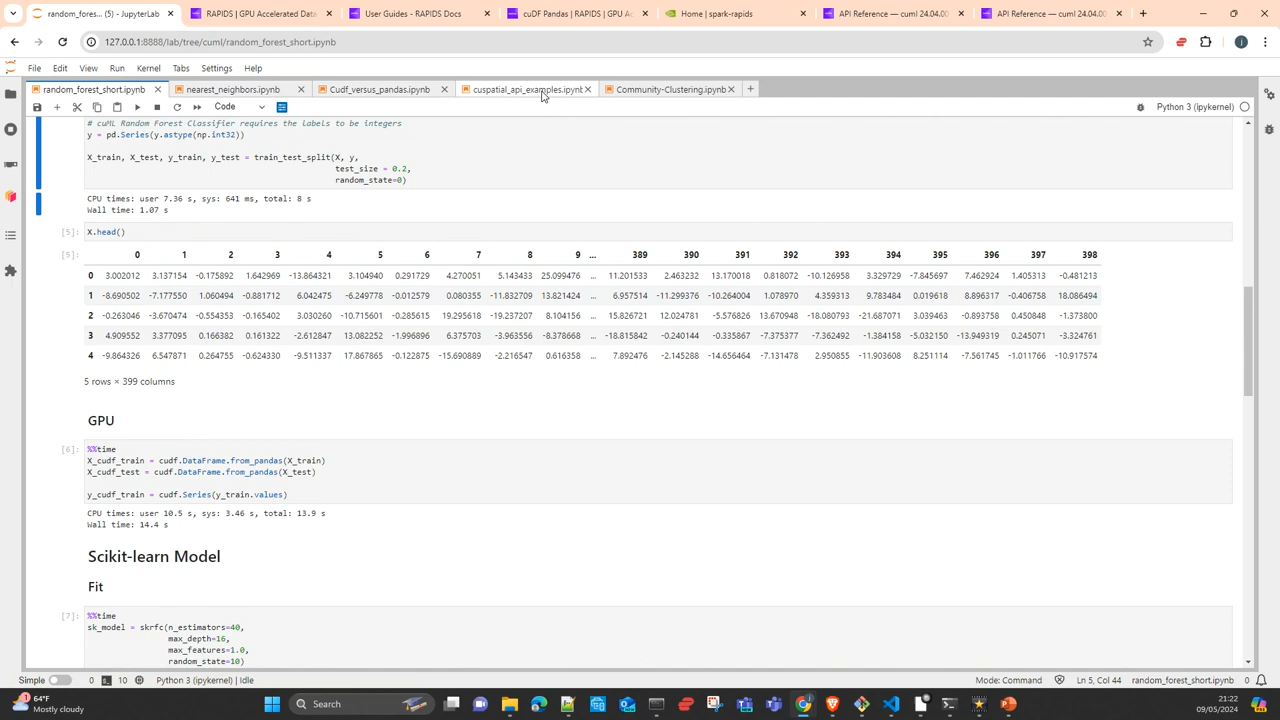 random_fores... (5) - JupyterLab
RAPIDS | GPU Accelerated Data
User Guides - RAPIDS Docs
cuDF Pandas | RAPIDS | GPU Ac
Home | spark-rapids
API Reference — cuml 24.04.00
API Reference — cuml 24.04.00
127.0.0.1:8888/lab/tree/cuml/random_forest_short.ipynb
File Edit View Run Kernel Tabs Settings Help
random_forest_short.ipynb
nearest_neighbors.ipynb
Cudf_versus_pandas.ipynb
cuspatial_api_examples.ipynb
Community-Clustering.ipynb
Code
Python 3 (ipykernel)
# cuML Random Forest Classifier requires the labels to be integers
y = pd.Series(y.astype(np.int32))
X_train, X_test, y_train, y_test = train_test_split(X, y,
test_size = 0.2,
random_state=0)
CPU times: user 7.36 s, sys: 641 ms, total: 8 s
Wall time: 1.07 s
[5]: X.head()
[5]: 0 1 2 3 4 5 6 7 8 9 ... 389 390 391 392 393 394 395 396 397 398
0 3.002012 3.137154 -0.175892 1.642969 -13.864321 3.104940 0.291729 4.270051 5.143433 25.099476 ... 11.201533 2.463232 13.170018 0.818072 -10.126958 3.329729 -7.845697 7.462924 1.405313 -0.481213
1 -8.690502 -7.177550 1.060494 -0.881712 6.042475 -6.249778 -0.012579 0.080355 -11.832709 13.821424 ... 6.957514 -11.299376 -10.264004 1.078970 4.359313 9.783484 0.019618 8.896317 -0.406758 18.086494
2 -0.263046 -3.670474 -0.554353 -0.165402 3.030260 -10.715601 -0.285615 19.295618 -19.237207 8.104156 ... 15.826721 12.024781 -5.576826 13.670948 -18.080793 -21.687071 3.039463 -0.893758 0.450848 -1.373800
3 4.909552 3.377095 0.166382 0.161322 -2.612847 13.082252 -1.996896 6.375703 -3.963556 -8.378668 ... -18.815842 -0.240144 -0.335867 -7.375377 -7.362492 -1.384158 -5.032150 -13.949319 0.245071 -3.324761
4 -9.864326 6.547871 0.264755 -0.624330 -9.511337 17.867865 -0.122875 -15.690889 -2.216547 0.616358 ... 7.892476 -2.145288 -14.656464 -7.131478 2.950855 -11.903608 8.251114 -7.561745 -1.011766 -10.917574
5 rows × 399 columns
GPU
[6]: %%time
X_cudf_train = cudf.DataFrame.from_pandas(X_train)
X_cudf_test = cudf.DataFrame.from_pandas(X_test)
y_cudf_train = cudf.Series(y_train.values)
CPU times: user 10.5 s, sys: 3.46 s, total: 13.9 s
Wall time: 14.4 s
Scikit-learn Model
Fit
[7]: %%time
sk_model = skrfc(n_estimators=40,
max_depth=16,
max_features=1.0,
random_state=10)
Simple 0 10 Python 3 (ipykernel) | Idle
Mode: Command Ln 5, Col 44 random_forest_short.ipynb 0
1
64°F
Mostly cloudy
Search
21:22
09/05/2024